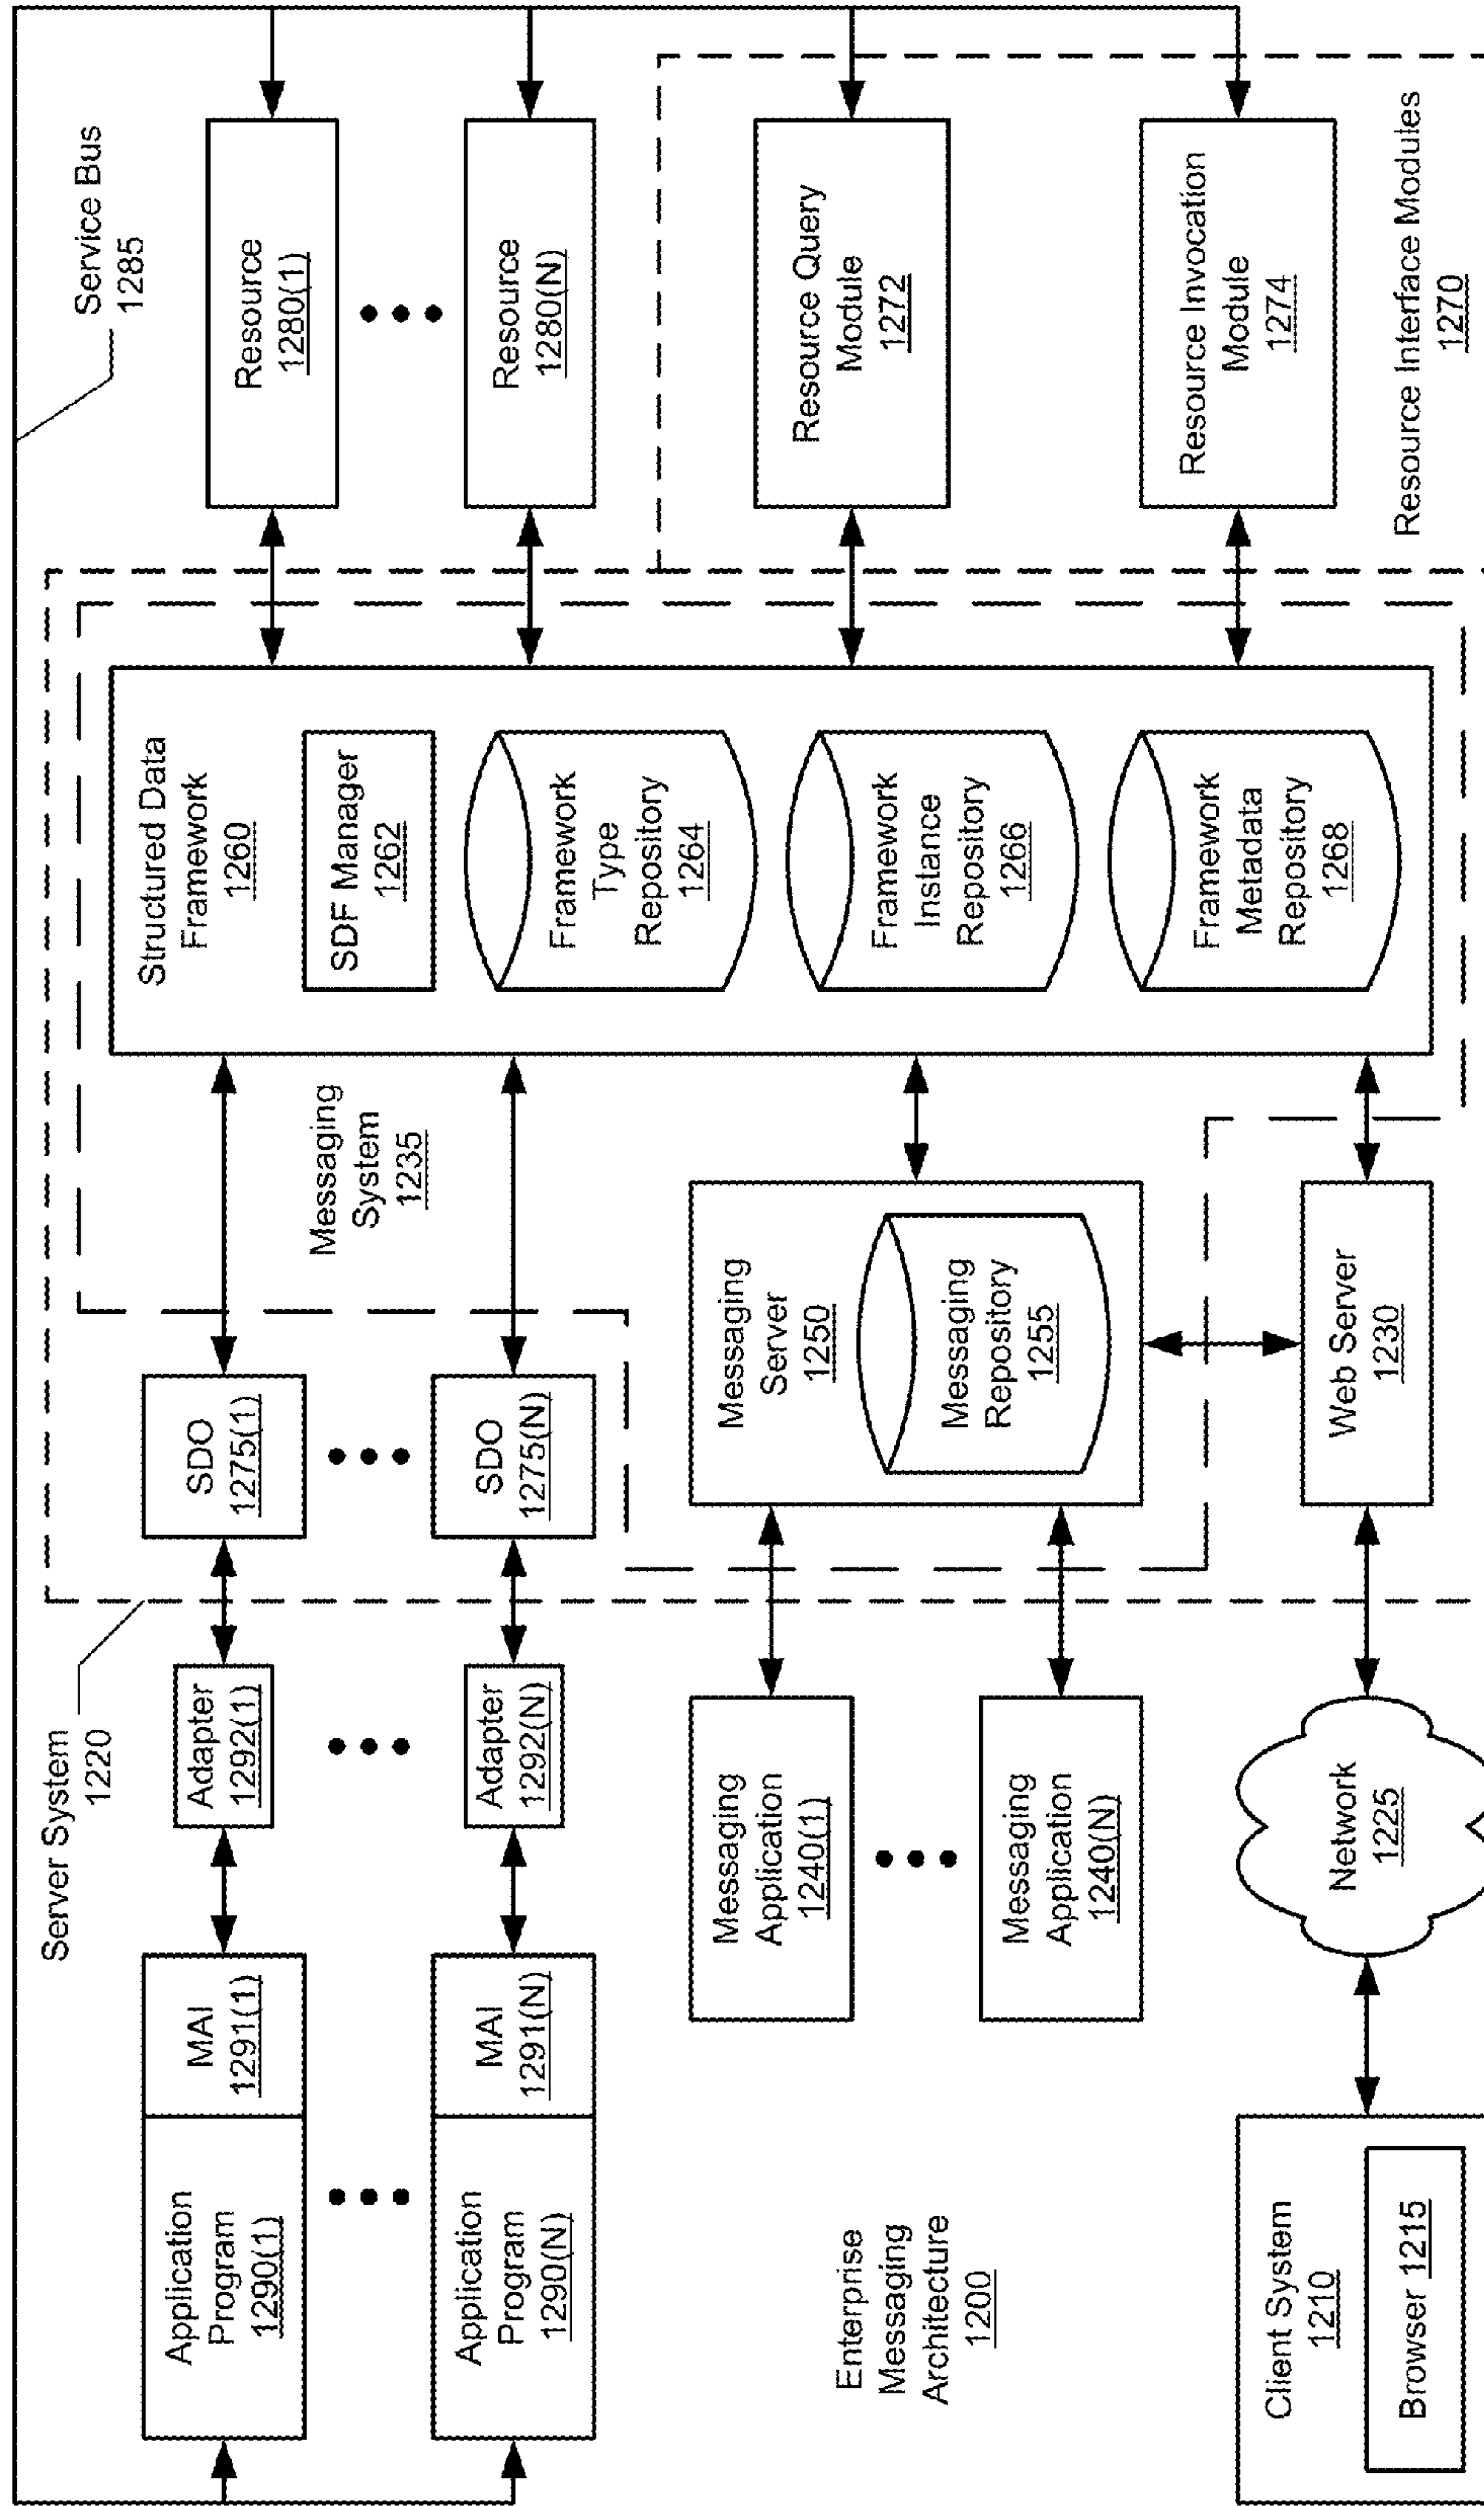 Service Bus
1285
Server System
1220
Application
Program
1290(1)
MAI
1291(1)
Adapter
1292(1)
SDO
1275(1)
Application
Program
1290(N)
MAI
1291(N)
Adapter
1292(N)
SDO
1275(N)
Messaging
System
1235
Structured Data
Framework
1260
SDF Manager
1262
Framework
Type
Repository
1264
Framework
Instance
Repository
1266
Framework
Metadata
Repository
1268
Resource
1280(1)
Resource
1280(N)
Resource Query
Module
1272
Resource Invocation
Module
1274
Resource Interface Modules
1270
Enterprise
Messaging
Architecture
1200
Messaging
Application
1240(1)
Messaging
Application
1240(N)
Messaging
Server
1250
Messaging
Repository
1255
Client System
1210
Browser 1215
Network
1225
Web Server
1230